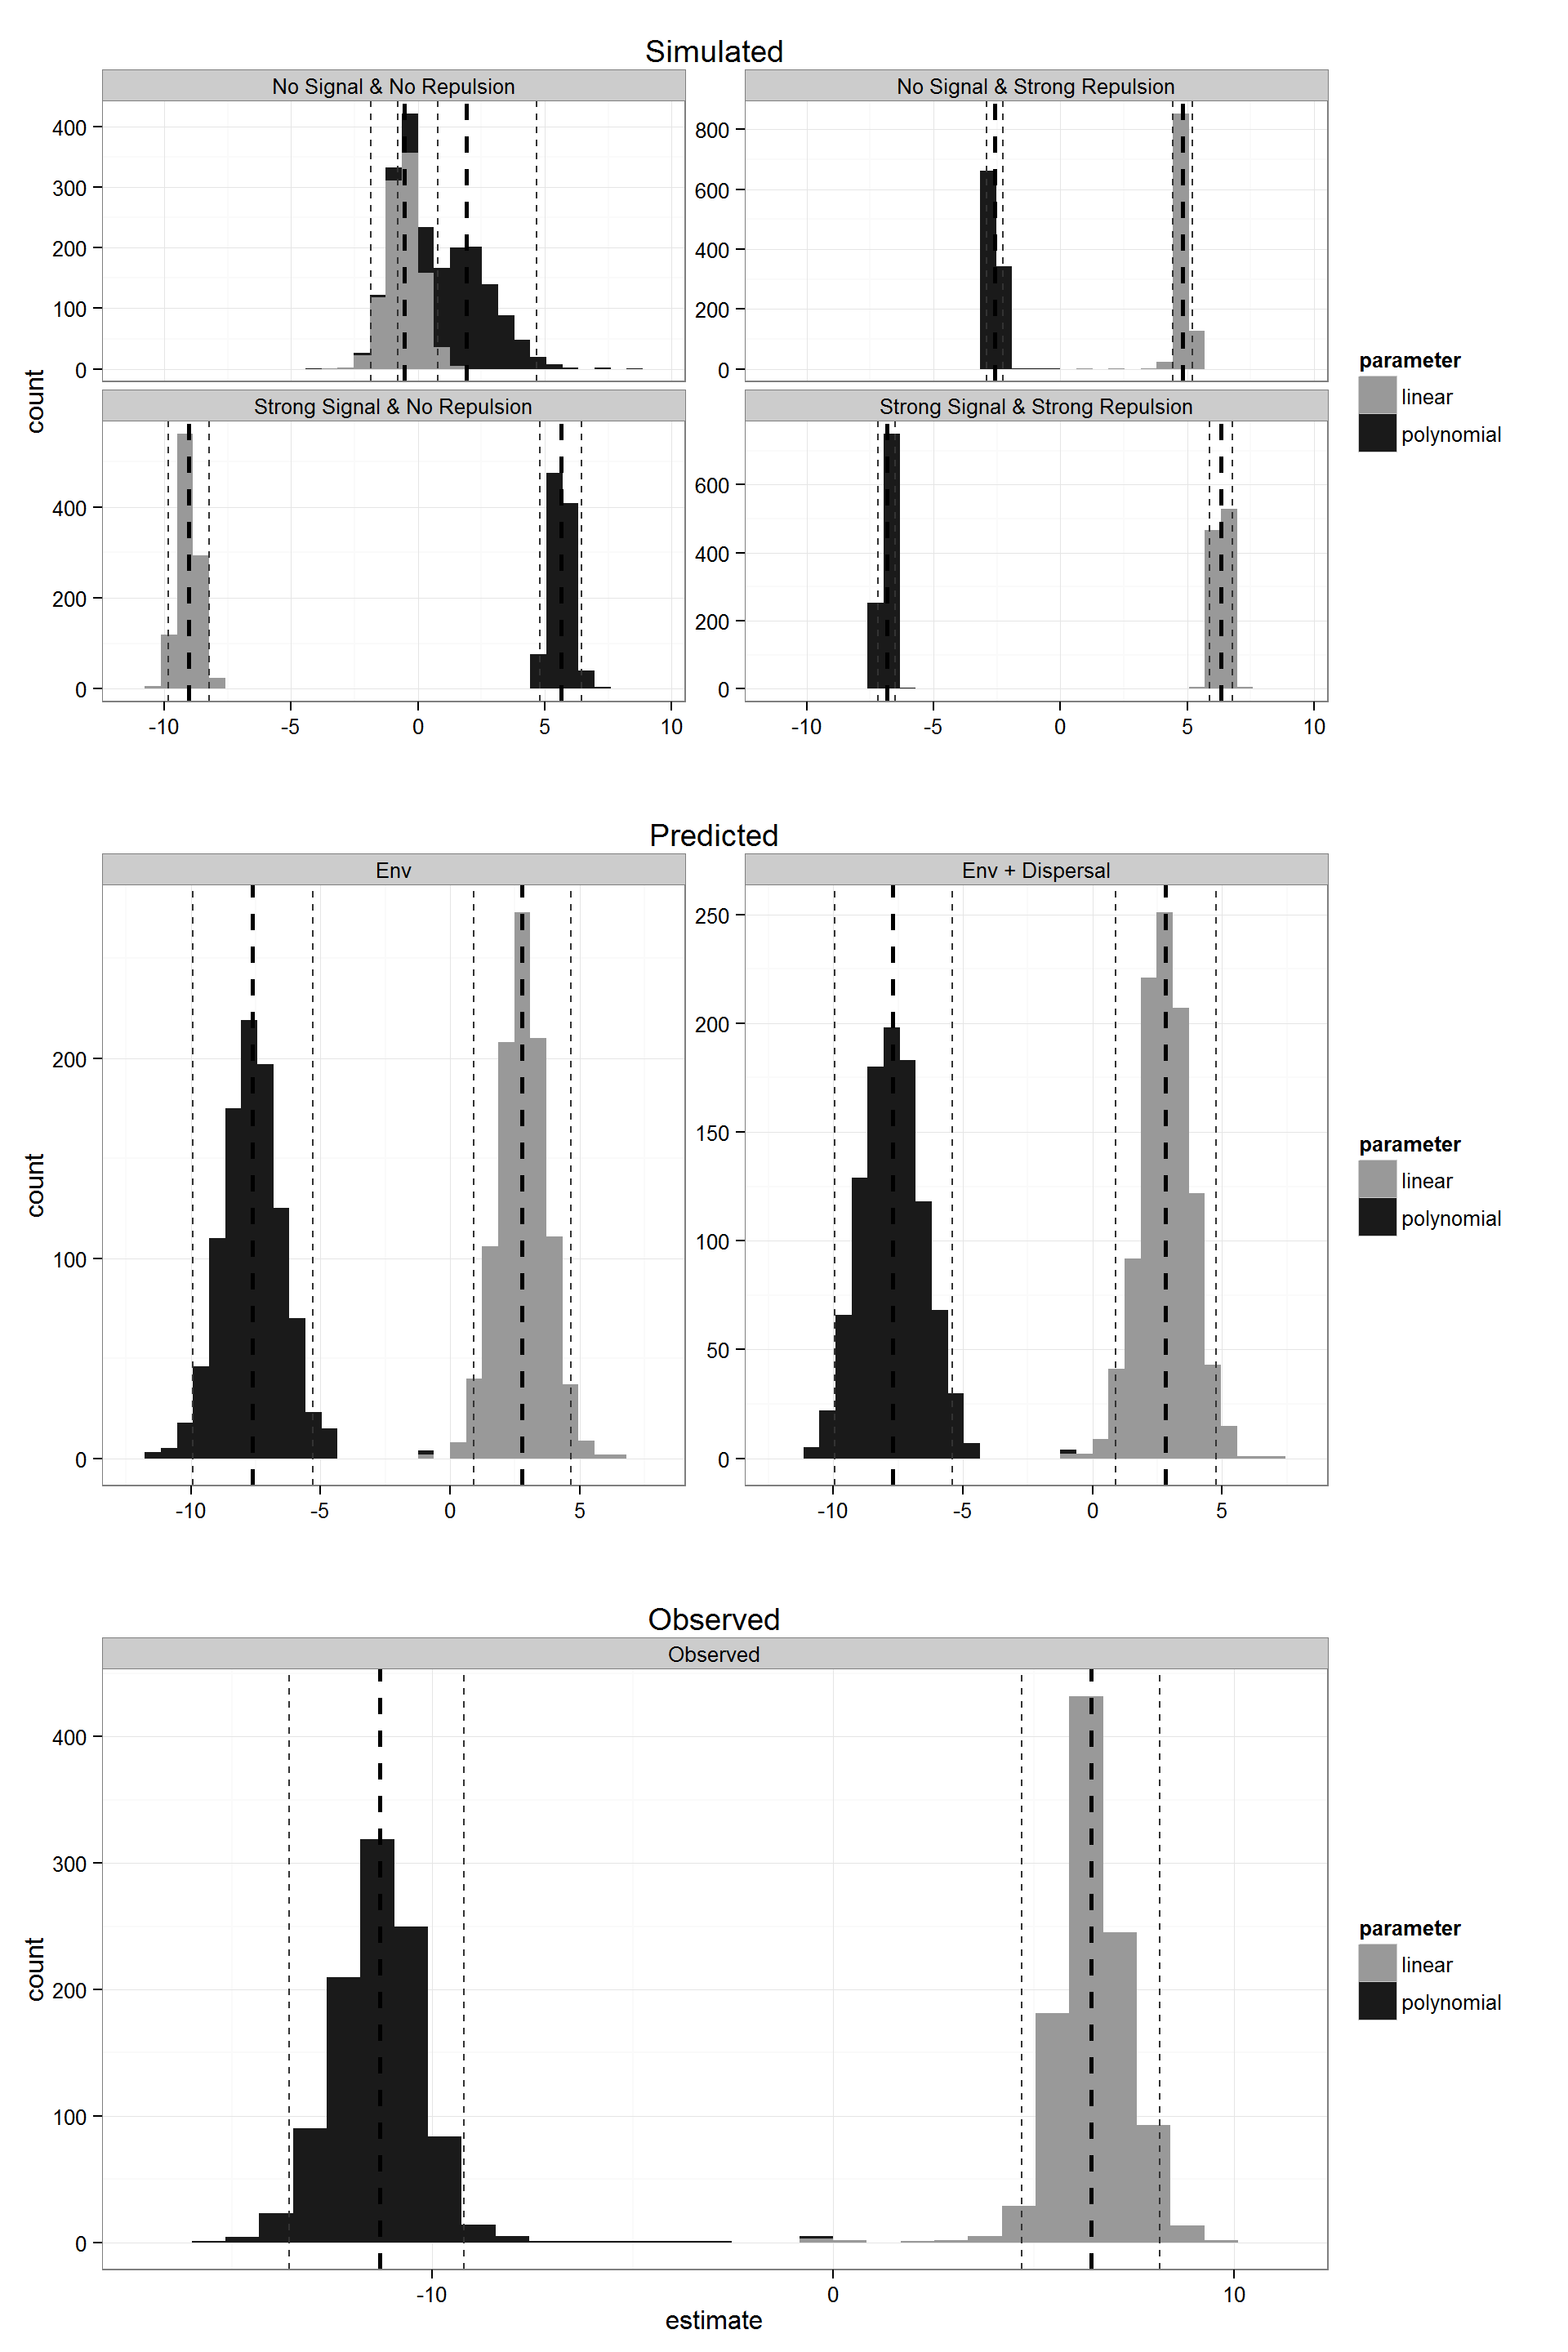 Simulated
No Signal & No Repulsion
No Signal & Strong Repulsion
400
300
200
100
0
800
600
400
200
0
Strong Signal & No Repulsion
Strong Signal & Strong Repulsion
400
200
0
600
400
200
0
-10 -5 0 5 10
-10 -5 0 5 10
count
parameter
linear
polynomial
Predicted
Env
Env + Dispersal
200
100
0
250
200
150
100
50
0
-10 -5 0 5
-10 -5 0 5
count
parameter
linear
polynomial
Observed
Observed
400
300
200
100
0
-10 0 10
count
estimate
parameter
linear
polynomial